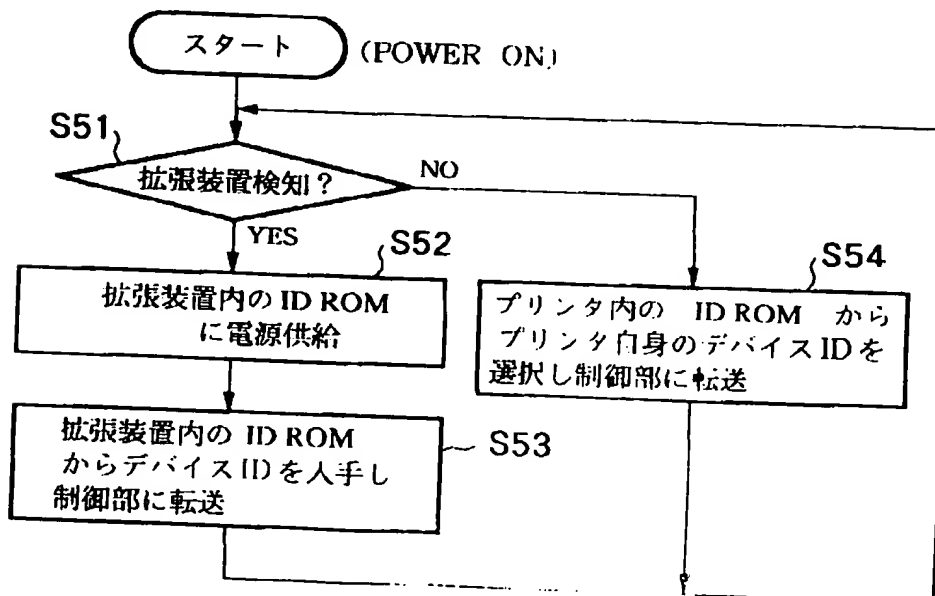 スタート (POWER ON)
S51
拡張装置検知？
NO
YES
S52
拡張装置内の ID ROM
に電源供給
S54
プリンタ内の ID ROM から
プリンタ自身のデバイス ID を
選択し制御部に転送
拡張装置内の ID ROM
からデバイス ID を入手し
制御部に転送
S53